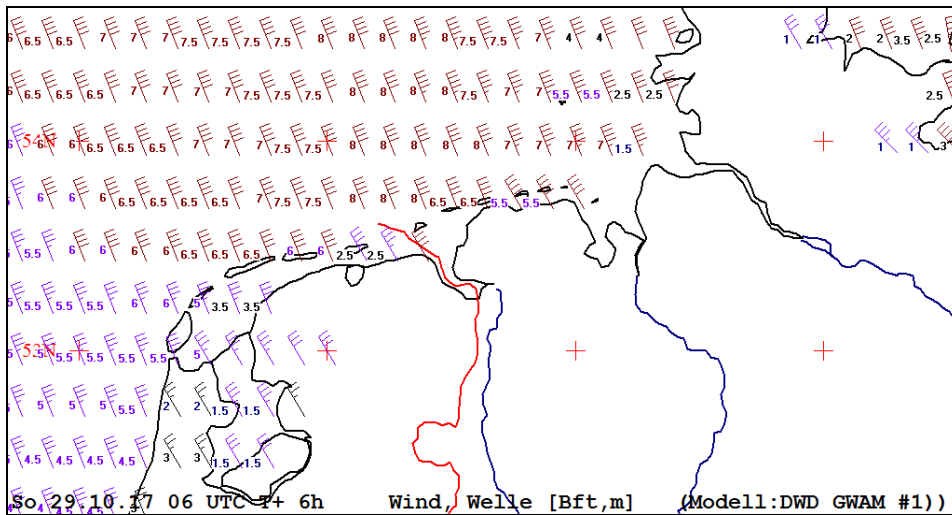 6 6.5 6.5 7 7 7 7.5 7.5 7.5 7.5 8 8 8 8 8 7.5 7.5 7 4 4 1 1 2 2 3.5 2.5
6.5 6.5 6.5 7 7 7 7 7.5 7.5 7.5 8 8 8 8 7.5 7 7 5.5 5.5 2.5 2.5 2.5
6 54N 6 6 6.5 6.5 6.5 7 7 7 7.5 7.5 7.5 8 8 8 8 7 7 7 7 1.5 1 1 3
6 6 6 6.5 6.5 6.5 6.5 7 7.5 7.5 8 8 8 6.5 6.5 5.5 5.5
5.5 6 6 6 6 6.5 6.5 6.5 6 6 2.5 2.5
5.5 5.5 5.5 6 6 5 3.5 3.5
53N 5.5 5.5 5.5 5.5 5
5 5 5 5.5 2 2 1.5 1.5
4.5 4.5 4.5 4.5 3 3 1.5 1.5
So 29.10.17 06 UTC T+ 6h Wind, Welle [Bft,m] (Modell:DWD GWAM #1))